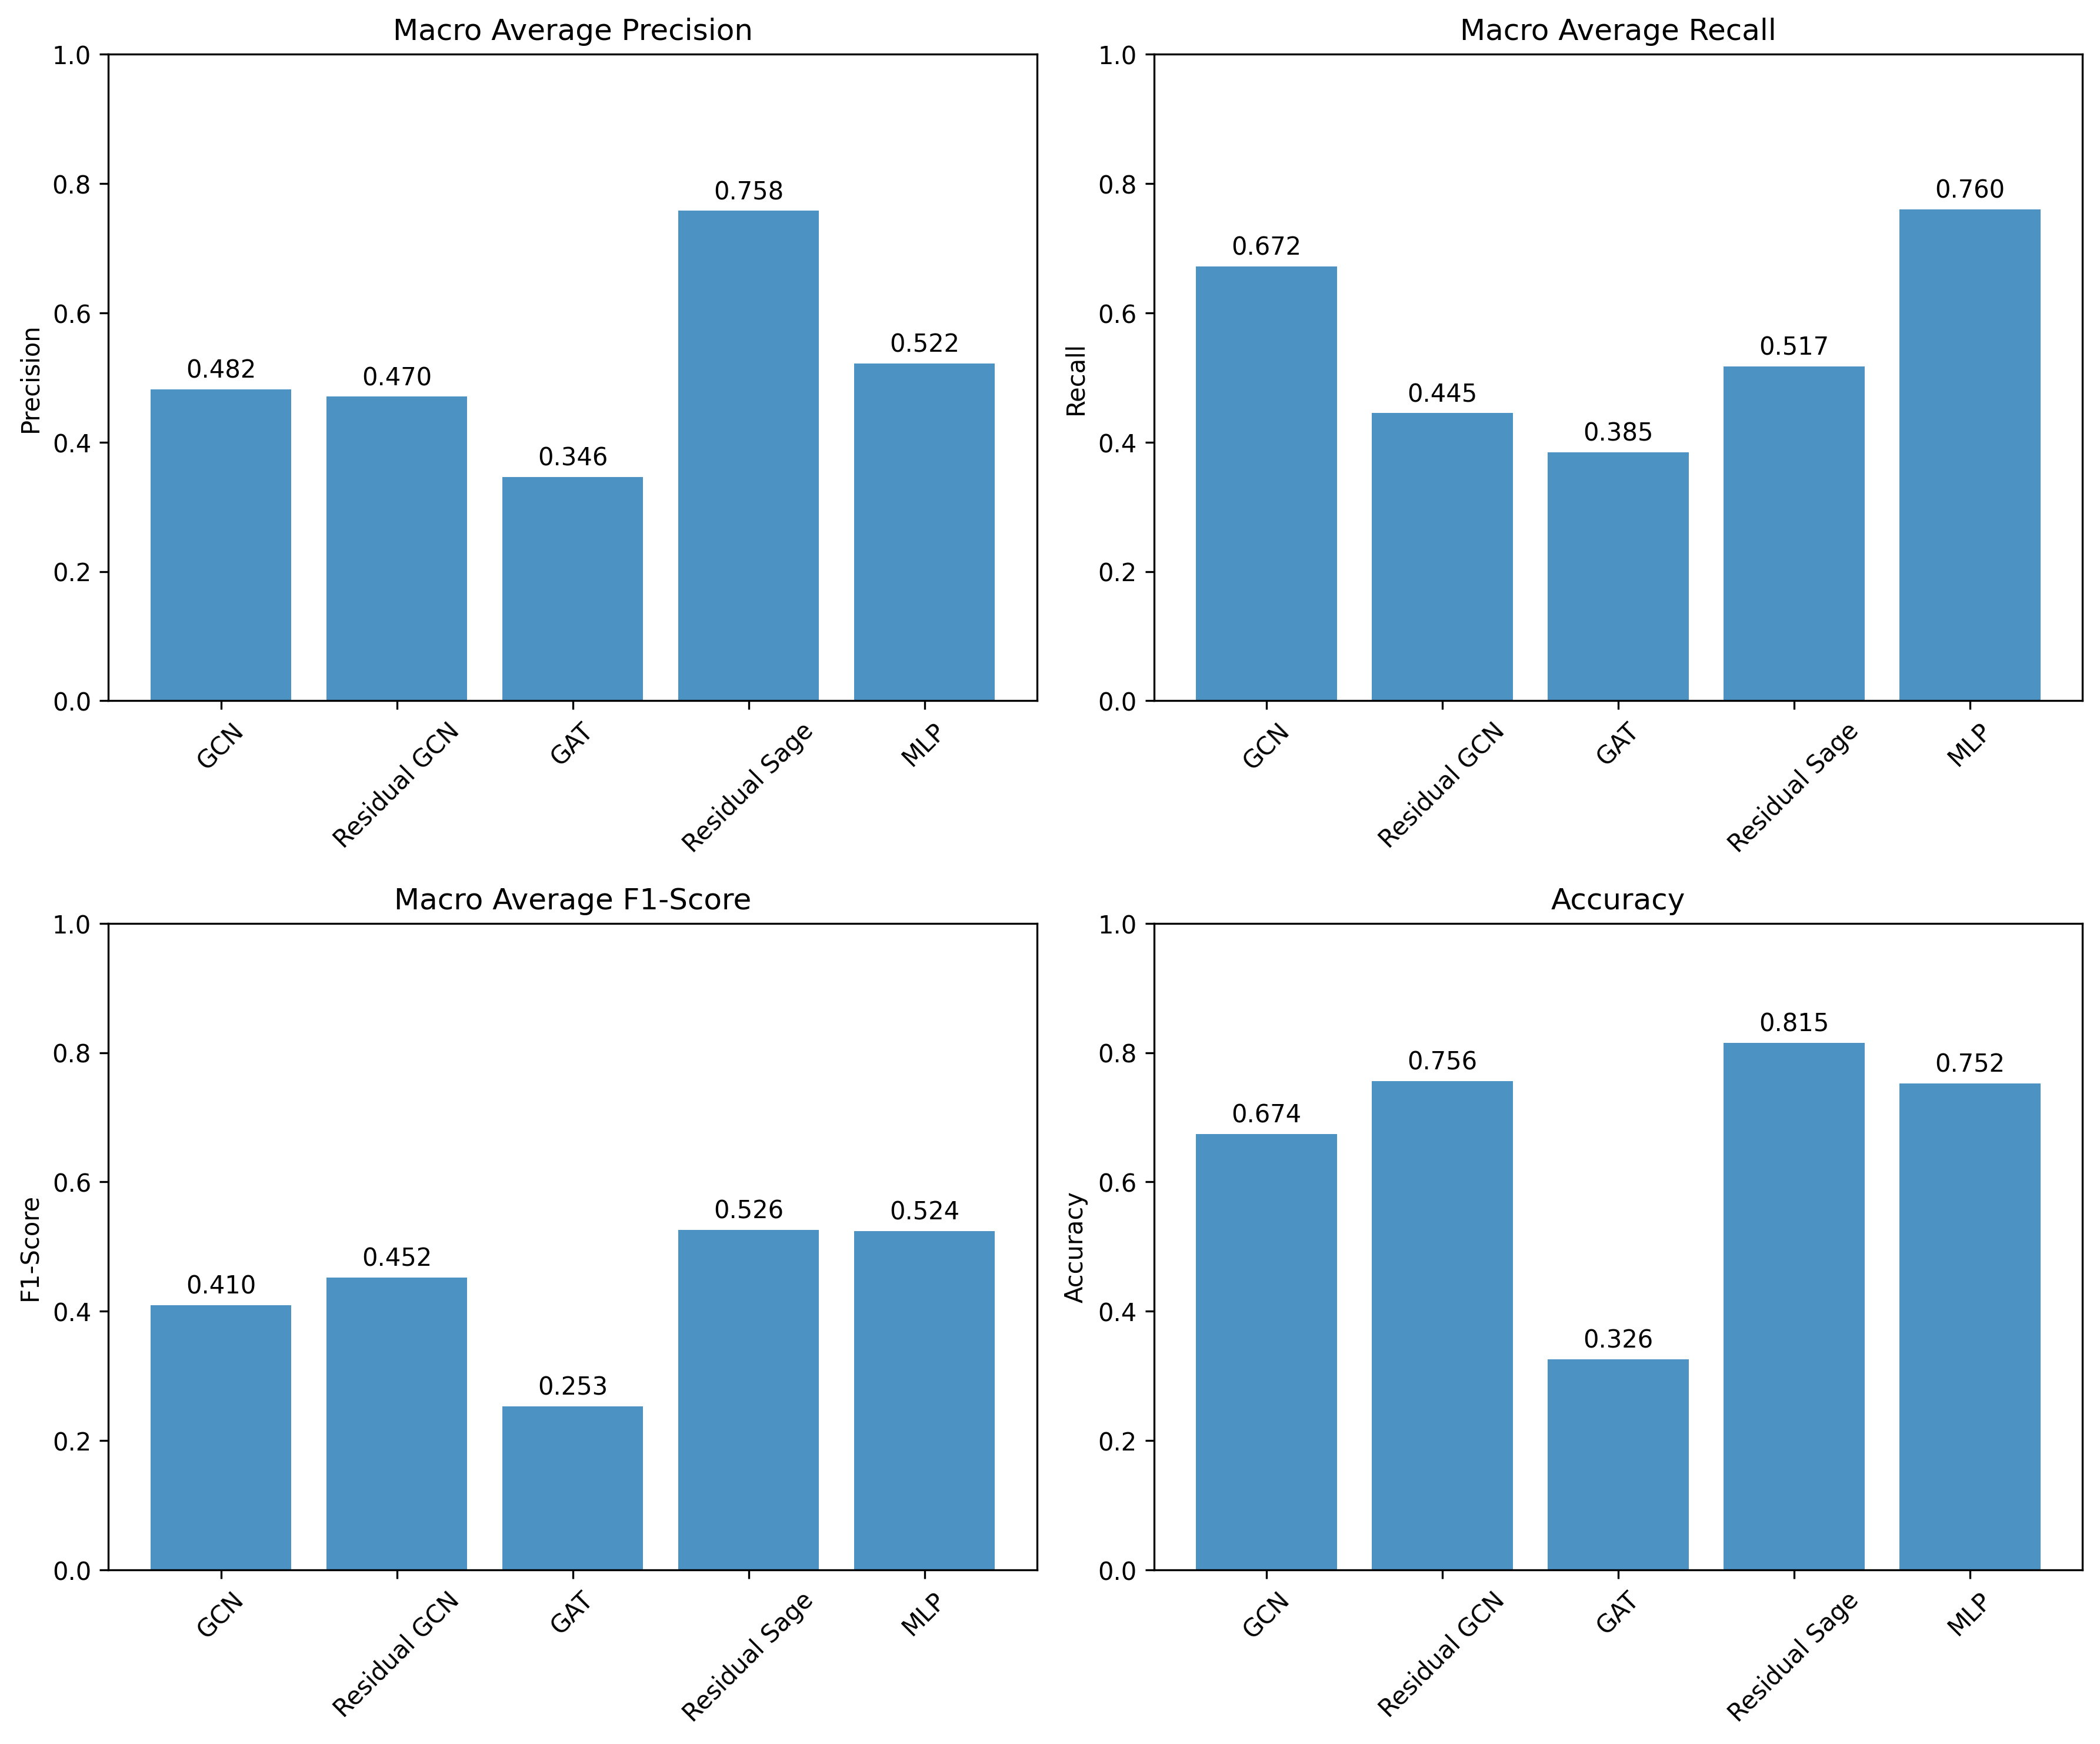 Macro Average Precision
1.0
0.8
0.6
0.4
0.2
0.0
Precision
0.482
0.470
0.346
0.758
0.522
GCN
Residual GCN
GAT
Residual Sage
MLP
Macro Average Recall
1.0
0.8
0.6
0.4
0.2
0.0
Recall
0.672
0.445
0.385
0.517
0.760
GCN
Residual GCN
GAT
Residual Sage
MLP
Macro Average F1-Score
1.0
0.8
0.6
0.4
0.2
0.0
F1-Score
0.410
0.452
0.253
0.526
0.524
GCN
Residual GCN
GAT
Residual Sage
MLP
Accuracy
1.0
0.8
0.6
0.4
0.2
0.0
Accuracy
0.674
0.756
0.326
0.815
0.752
GCN
Residual GCN
GAT
Residual Sage
MLP